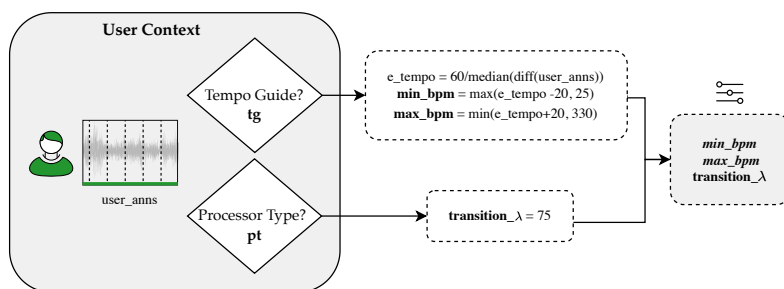 User Context
Tempo Guide?
tg
user_anns
Processor Type?
pt
e_tempo = 60/median(diff(user_anns))
min_bpm = max(e_tempo -20, 25)
max_bpm = min(e_tempo+20, 330)
transition_λ = 75
min_bpm
max_bpm
transition_λ